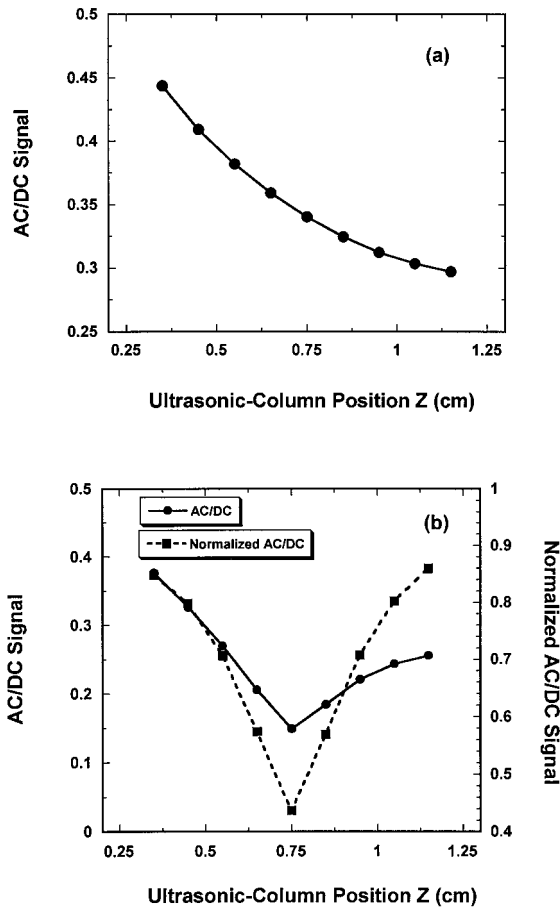 (a)
AC/DC Signal
0.5
0.45
0.4
0.35
0.3
0.25
0.25 0.5 0.75 1 1.25
Ultrasonic-Column Position Z (cm)
(b)
AC/DC
Normalized AC/DC
AC/DC Signal
0.5
0.4
0.3
0.2
0.1
0
Normalized AC/DC Signal
1
0.9
0.8
0.7
0.6
0.5
0.4
0.25 0.5 0.75 1 1.25
Ultrasonic-Column Position Z (cm)